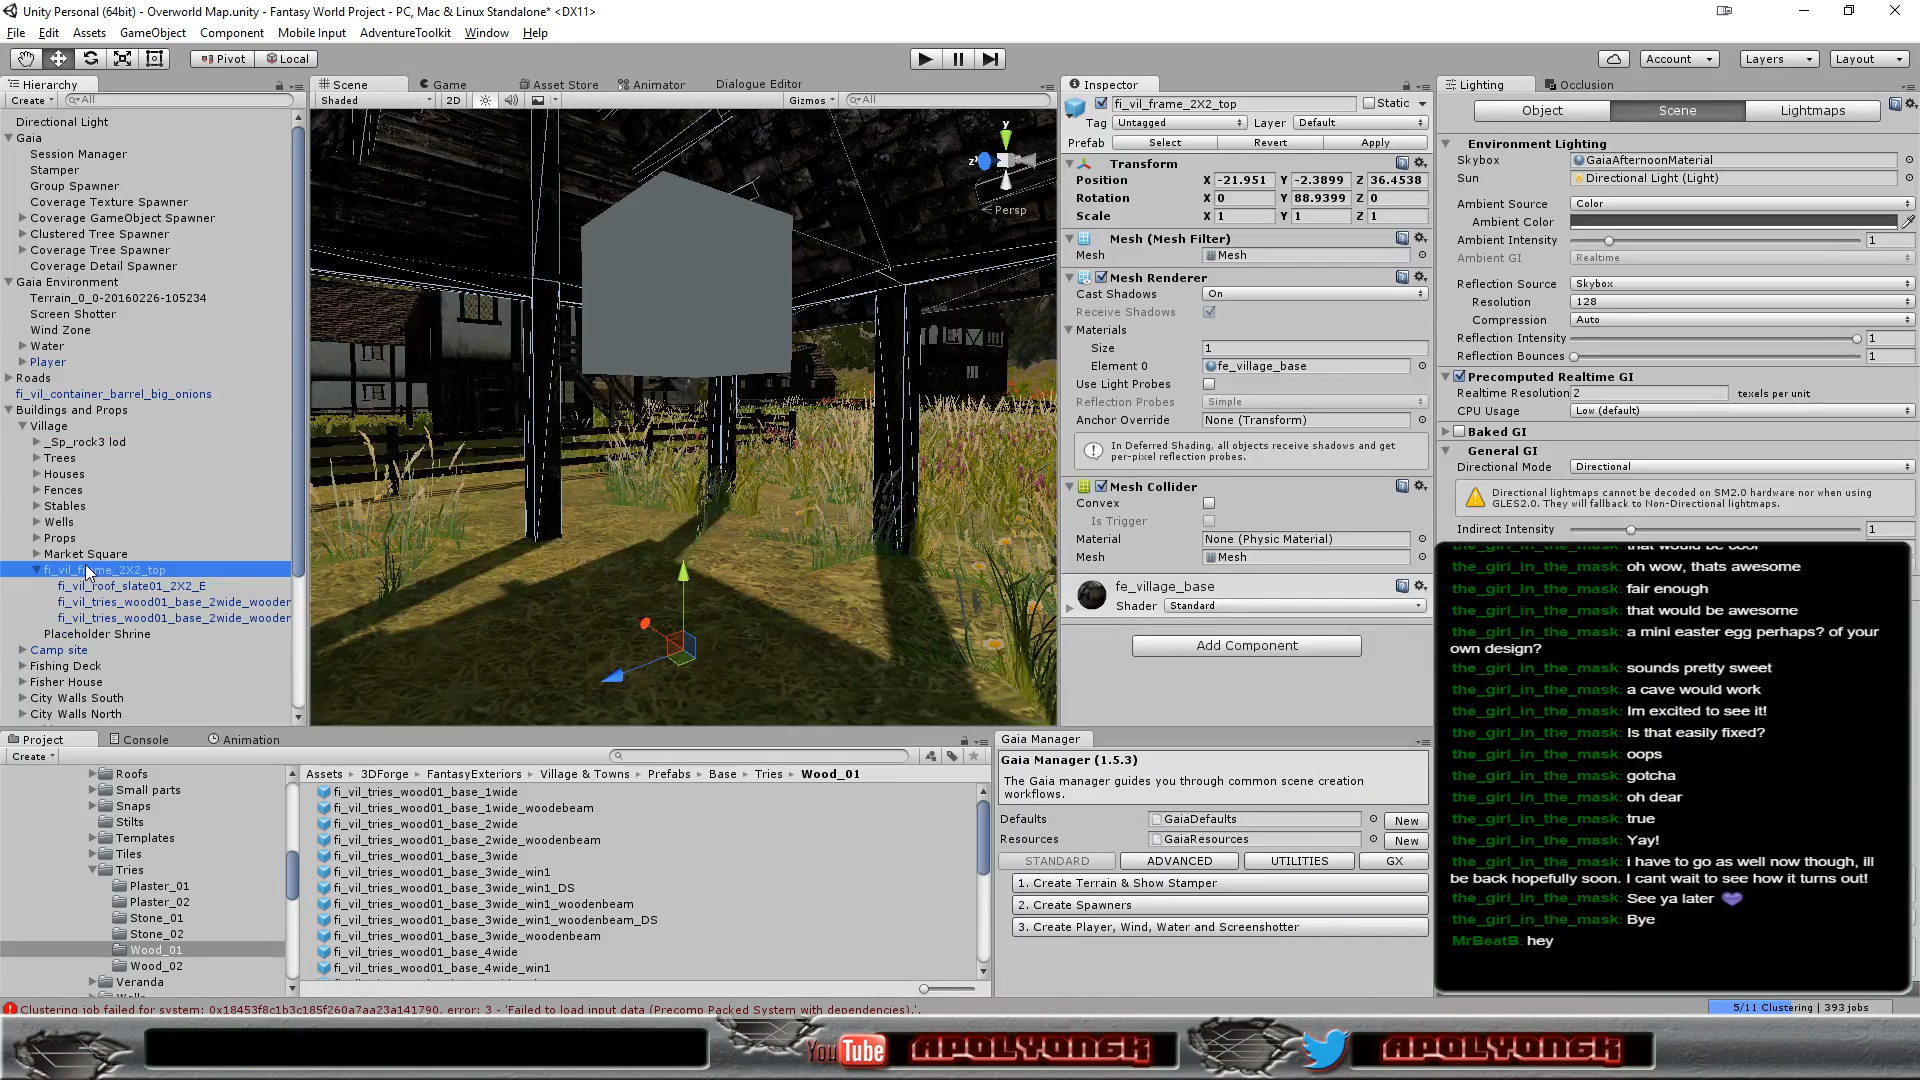 Unity Personal (64bit) - Overworld Map.unity - Fantasy World Project - PC, Mac & Linux Standalone* <DX11>
File Edit Assets GameObject Component Mobile Input AdventureToolkit Window Help
Pivot Local Account Layers Layout
Hierarchy
Create All
Directional Light
Gaia
Session Manager
Stamper
Group Spawner
Coverage Texture Spawner
Coverage GameObject Spawner
Clustered Tree Spawner
Coverage Tree Spawner
Coverage Detail Spawner
Gaia Environment
Terrain_0_0-20160226-105234
Screen Shotter
Wind Zone
Water
Player
Roads
fi_vil_container_barrel_big_onions
Buildings and Props
Village
_Sp_rock3 lod
Trees
Houses
Fences
Stables
Wells
Props
Market Square
fi_vil_frame_2X2_top
fi_vil_roof_slate01_2X2_E
fi_vil_tries_wood01_base_2wide_wooden
fi_vil_tries_wood01_base_2wide_wooden
Placeholder Shrine
Camp site
Fishing Deck
Fisher House
City Walls South
City Walls North
Scene Game Asset Store Animator Dialogue Editor
Shaded 2D Gizmos All
y
z
Persp
Inspector
fi_vil_frame_2X2_top Static
Tag Untagged Layer Default
Prefab Select Revert Apply
Transform
Position X -21.951 Y -2.3899 Z 36.4538
Rotation X 0 Y 88.9399 Z 0
Scale X 1 Y 1 Z 1
Mesh (Mesh Filter)
Mesh Mesh
Mesh Renderer
Cast Shadows On
Receive Shadows
Materials
Size 1
Element 0 fe_village_base
Use Light Probes
Reflection Probes Simple
Anchor Override None (Transform)
In Deferred Shading, all objects receive shadows and get
per-pixel reflection probes.
Mesh Collider
Convex
Is Trigger
Material None (Physic Material)
Mesh Mesh
fe_village_base
Shader Standard
Add Component
Lighting Occlusion
Object Scene Lightmaps
Environment Lighting
Skybox GaiaAfternoonMaterial
Sun Directional Light (Light)
Ambient Source Color
Ambient Color
Ambient Intensity 1
Ambient GI Realtime
Reflection Source Skybox
Resolution 128
Compression Auto
Reflection Intensity 1
Reflection Bounces 1
Precomputed Realtime GI
Realtime Resolution 2 texels per unit
CPU Usage Low (default)
Baked GI
General GI
Directional Mode Directional
Directional lightmaps cannot be decoded on SM2.0 hardware nor when using
GLES2.0. They will fallback to Non-Directional lightmaps.
Indirect Intensity 1
the_girl_in_the_mask: that would be cool
the_girl_in_the_mask: oh wow, thats awesome
the_girl_in_the_mask: fair enough
the_girl_in_the_mask: that would be awesome
the_girl_in_the_mask: a mini easter egg perhaps? of your
own design?
the_girl_in_the_mask: sounds pretty sweet
the_girl_in_the_mask: a cave would work
the_girl_in_the_mask: Im excited to see it!
the_girl_in_the_mask: Is that easily fixed?
the_girl_in_the_mask: oops
the_girl_in_the_mask: gotcha
the_girl_in_the_mask: oh dear
the_girl_in_the_mask: true
the_girl_in_the_mask: Yay!
the_girl_in_the_mask: i have to go as well now though, ill
be back hopefully soon. I cant wait to see how it turns out!
the_girl_in_the_mask: See ya later
the_girl_in_the_mask: Bye
MrBeatB: hey
Project Console Animation
Create
Roofs
Small parts
Snaps
Stilts
Templates
Tiles
Tries
Plaster_01
Plaster_02
Stone_01
Stone_02
Wood_01
Wood_02
Veranda
Assets FantasyExteriors 3DForge Village & Towns Prefabs Base Tries Wood_01
fi_vil_tries_wood01_base_1wide
fi_vil_tries_wood01_base_1wide_woodebeam
fi_vil_tries_wood01_base_2wide
fi_vil_tries_wood01_base_2wide_woodenbeam
fi_vil_tries_wood01_base_3wide
fi_vil_tries_wood01_base_3wide_win1
fi_vil_tries_wood01_base_3wide_win1_DS
fi_vil_tries_wood01_base_3wide_win1_woodenbeam
fi_vil_tries_wood01_base_3wide_win1_woodenbeam_DS
fi_vil_tries_wood01_base_3wide_woodenbeam
fi_vil_tries_wood01_base_4wide
fi_vil_tries_wood01_base_4wide_win1
Gaia Manager
Gaia Manager (1.5.3)
The Gaia manager guides you through common scene creation
workflows.
Defaults GaiaDefaults New
Resources GaiaResources New
STANDARD ADVANCED UTILITIES GX
1. Create Terrain & Show Stamper
2. Create Spawners
3. Create Player, Wind, Water and Screenshotter
Clustering job failed for system: 0x18453f8c1b3c185f260a7aa23a141790. error: 3 - 'Failed to load input data (Precomp Packed System with dependencies).'.
5/11 Clustering | 393 jobs
YouTube APOLYONGK APOLYONGK